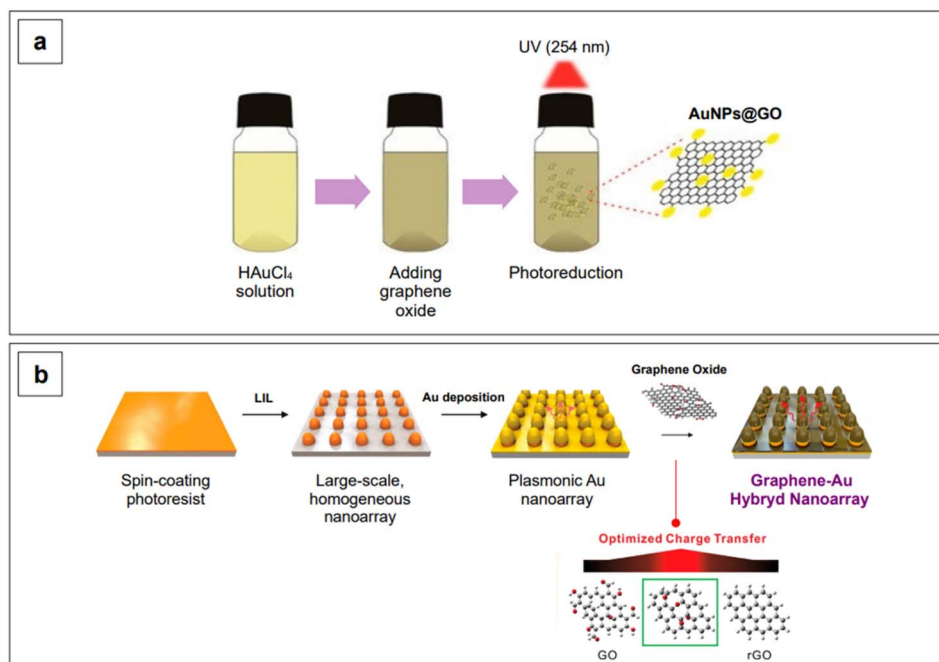 a
UV (254 nm)
AuNPs@GO
HAuCl₄
solution
Adding
graphene
oxide
Photoreduction
b
LIL
Au deposition
Graphene Oxide
Spin-coating
photoresist
Large-scale,
homogeneous
nanoarray
Plasmonic Au
nanoarray
Graphene-Au
Hybryd Nanoarray
Optimized Charge Transfer
GO
rGO